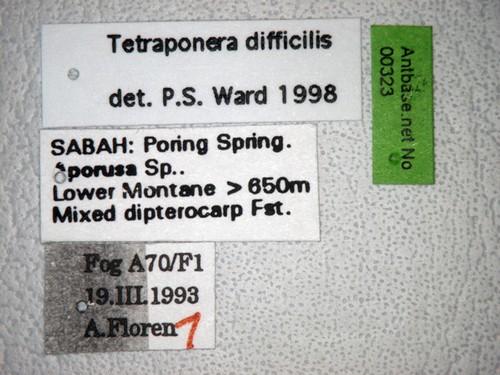 Tetraponera difficilis
det. P.S. Ward 1998
Antbase.net No
00323
SABAH: Poring Spring.
Aporusa Sp..
Lower Montane > 650m
Mixed dipterocarp Fst.
Fog A70/F1
19.III.1993
A.Floren 7